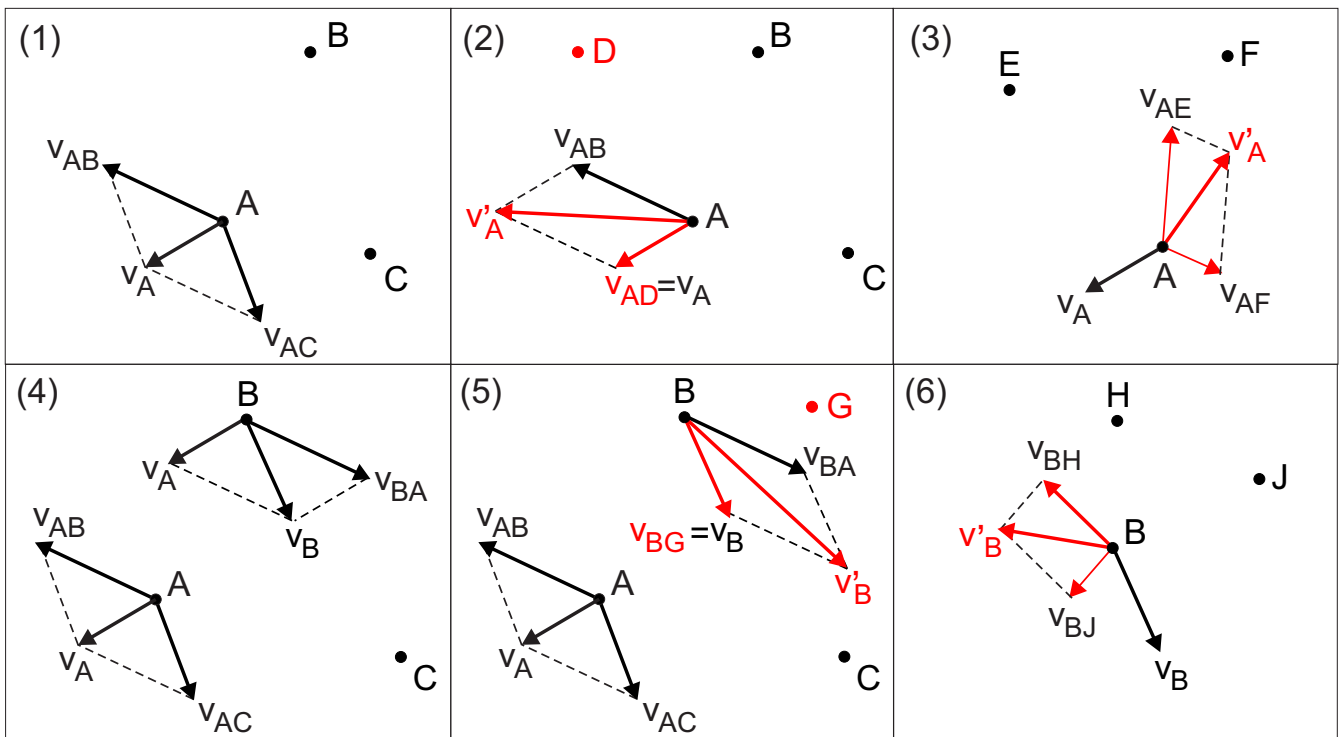 (1)
B
v_AB
A
v_A
C
v_AC
(2)
D
B
v_AB
v'_A
A
v_AD=v_A
C
(3)
E
F
v_AE
v'_A
A
v_A
v_AF
(4)
B
v_A
v_BA
v_AB
v_B
A
v_A
C
v_AC
(5)
B
G
v_BA
v_AB
v_BG=v_B
A
v'_B
v_A
C
v_AC
(6)
H
v_BH
J
v'_B
B
v_BJ
v_B